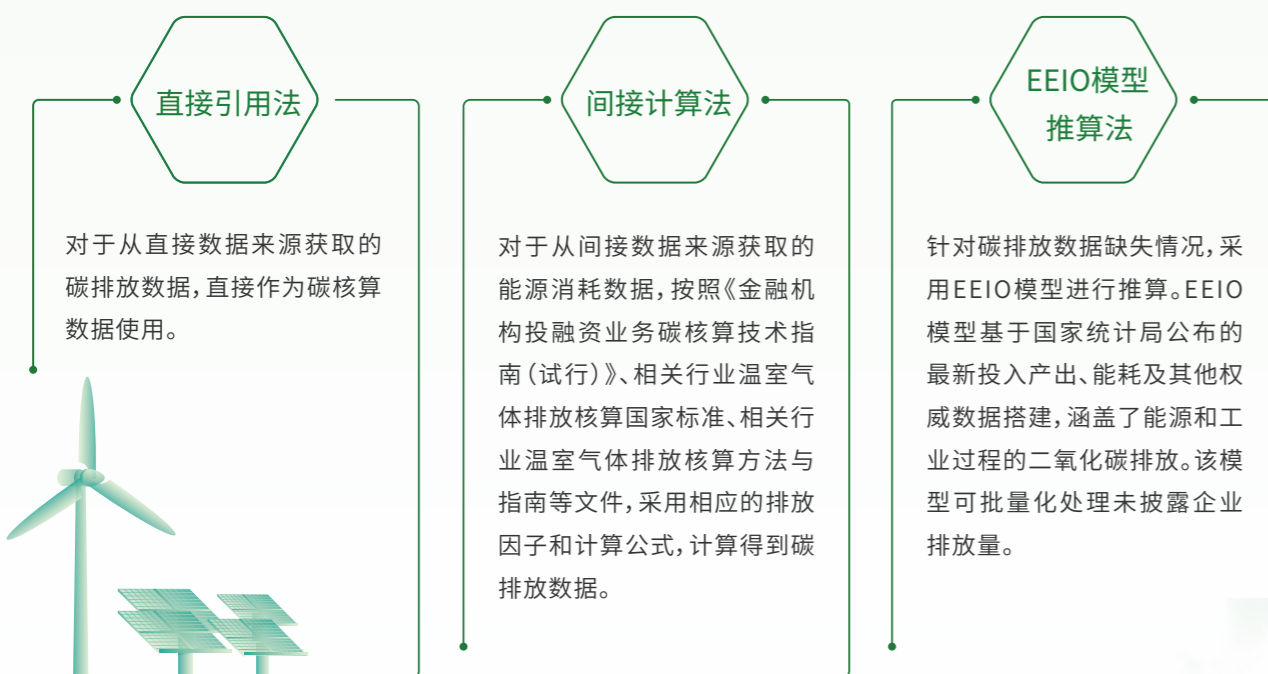 直接引用法
对于从直接数据来源获取的
碳排放数据，直接作为碳核算
数据使用。
间接计算法
对于从间接数据来源获取的
能源消耗数据，按照《金融机
构投融资业务碳核算技术指
南（试行）》、相关行业温室气
体排放核算国家标准、相关行
业温室气体排放核算方法与
指南等文件，采用相应的排放
因子和计算公式，计算得到碳
排放数据。
EEIO模型
推算法
针对碳排放数据缺失情况，采
用EEIO模型进行推算。EEIO
模型基于国家统计局公布的
最新投入产出、能耗及其他权
威数据搭建，涵盖了能源和工
业过程的二氧化碳排放。该模
型可批量化处理未披露企业
排放量。